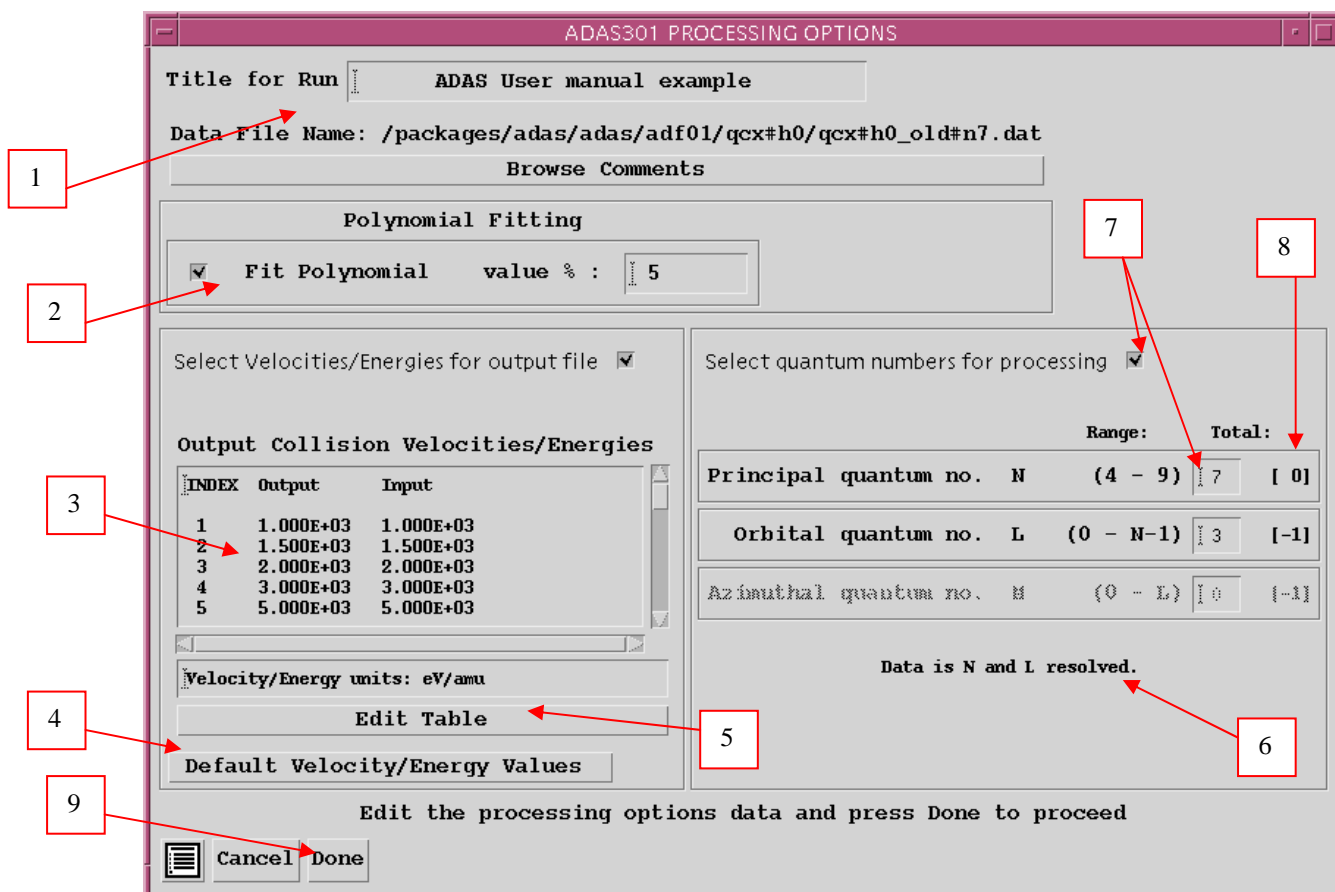 ADAS301 PROCESSING OPTIONS
Title for Run ADAS User manual example
Data File Name: /packages/adas/adas/adf01/qcx#h0/qcx#h0_old#n7.dat
1
Browse Comments
Polynomial Fitting
7
8
Fit Polynomial value % : 5
2
Select Velocities/Energies for output file
Select quantum numbers for processing
Output Collision Velocities/Energies
Range: Total:
INDEX Output Input
Principal quantum no. N (4 - 9) 7 [ 0]
3
1 1.000E+03 1.000E+03
2 1.500E+03 1.500E+03
3 2.000E+03 2.000E+03
4 3.000E+03 3.000E+03
5 5.000E+03 5.000E+03
Orbital quantum no. L (0 - N-1) 3 [-1]
Azimuthal quantum no. M (0 - L) 0 [-1]
Data is N and L resolved.
Velocity/Energy units: eV/amu
4
Edit Table
5
6
Default Velocity/Energy Values
9
Edit the processing options data and press Done to proceed
Cancel Done